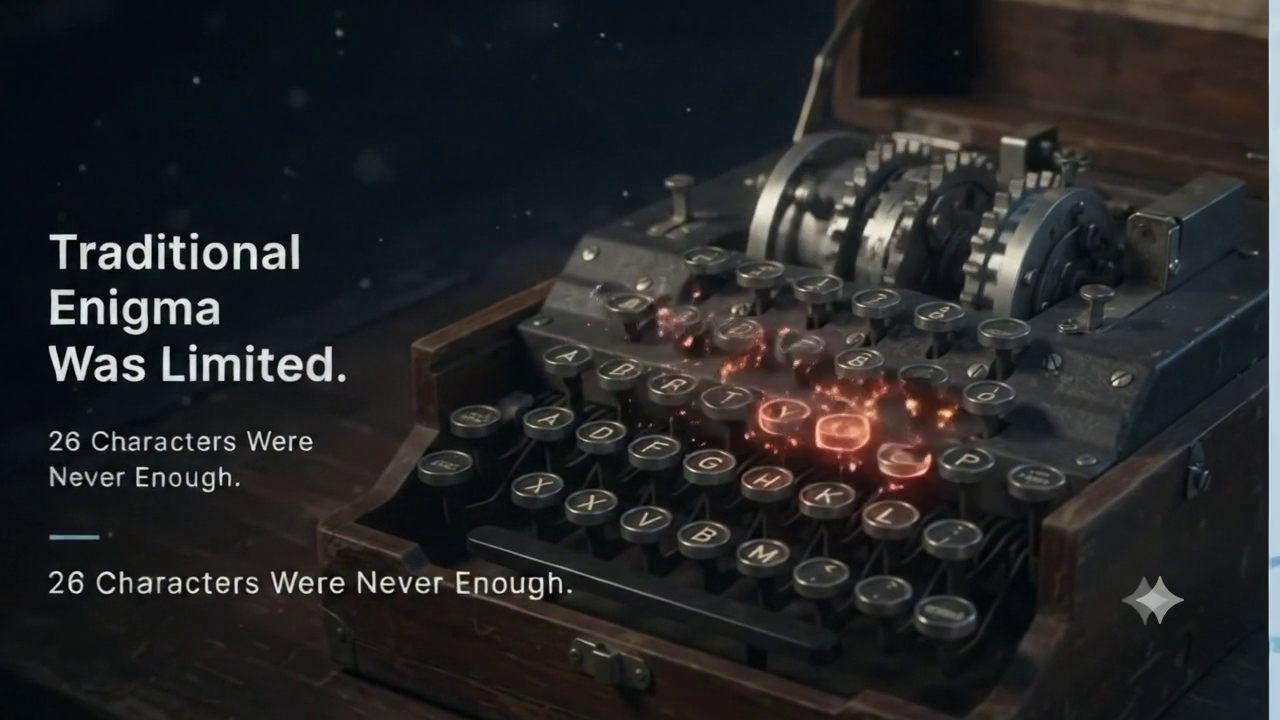 Traditional
Enigma
Was Limited.
26 Characters Were
Never Enough.
26 Characters Were Never Enough.
A B R T Y
P
A D F G H K L
X X V B M